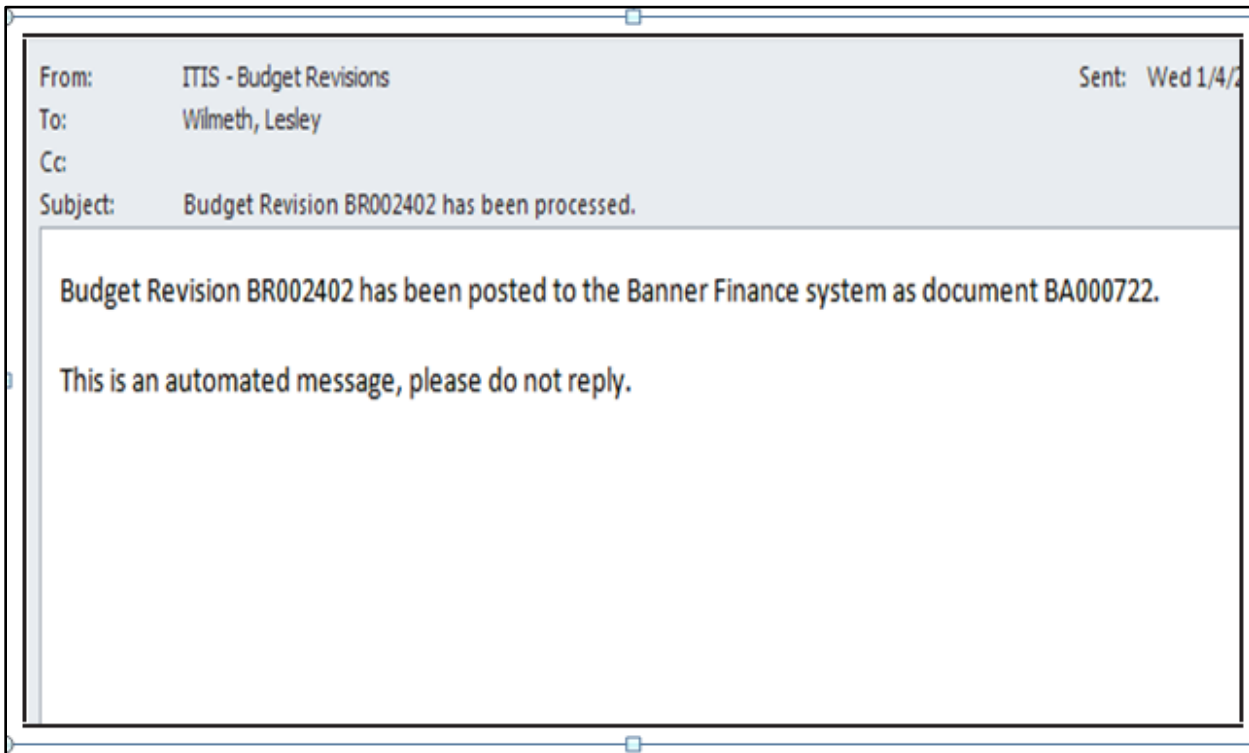 From: ITIS - Budget Revisions Sent: Wed 1/4/2
To: Wilmeth, Lesley
Cc:
Subject: Budget Revision BR002402 has been processed.
Budget Revision BR002402 has been posted to the Banner Finance system as document BA000722.
This is an automated message, please do not reply.